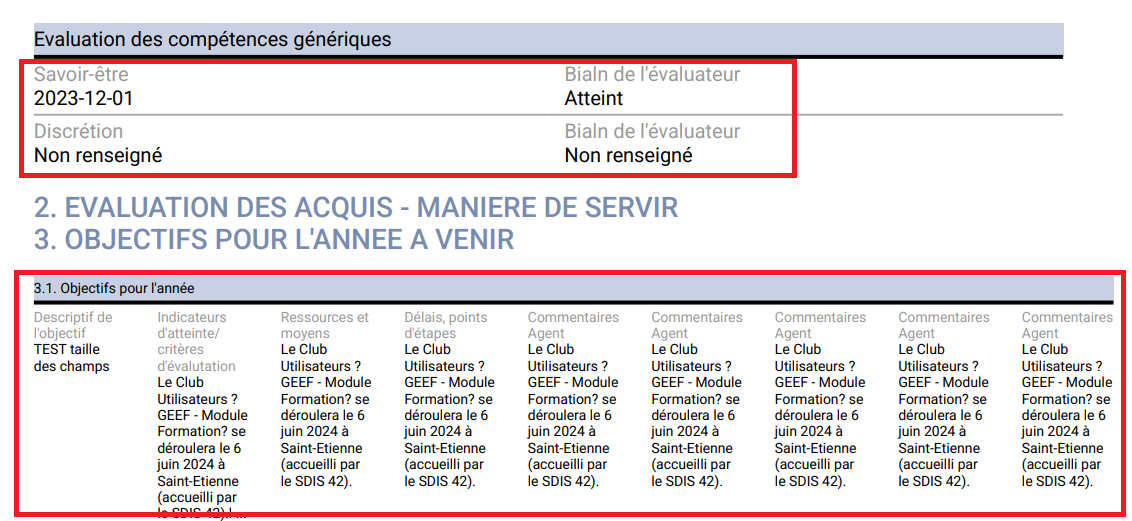 Evaluation des compétences génériques
Savoir-être Bialn de l'évaluateur
2023-12-01 Atteint
Discrétion Bialn de l'évaluateur
Non renseigné Non renseigné
2. EVALUATION DES ACQUIS - MANIERE DE SERVIR
3. OBJECTIFS POUR L'ANNEE A VENIR
3.1. Objectifs pour l'année
Descriptif de
l'objectif
TEST taille
des champs
Indicateurs
d'atteinte/
critères
d'évalutation
Le Club
Utilisateurs ?
GEEF - Module
Formation? se
déroulera le 6
juin 2024 à
Saint-Etienne
(accueilli par
le SDIS 42).l ...
Ressources et
moyens
Le Club
Utilisateurs ?
GEEF - Module
Formation? se
déroulera le 6
juin 2024 à
Saint-Etienne
(accueilli par
le SDIS 42).
Délais, points
d'étapes
Le Club
Utilisateurs ?
GEEF - Module
Formation? se
déroulera le 6
juin 2024 à
Saint-Etienne
(accueilli par
le SDIS 42).
Commentaires
Agent
Le Club
Utilisateurs ?
GEEF - Module
Formation? se
déroulera le 6
juin 2024 à
Saint-Etienne
(accueilli par
le SDIS 42).
Commentaires
Agent
Le Club
Utilisateurs ?
GEEF - Module
Formation? se
déroulera le 6
juin 2024 à
Saint-Etienne
(accueilli par
le SDIS 42).
Commentaires
Agent
Le Club
Utilisateurs ?
GEEF - Module
Formation? se
déroulera le 6
juin 2024 à
Saint-Etienne
(accueilli par
le SDIS 42).
Commentaires
Agent
Le Club
Utilisateurs ?
GEEF - Module
Formation? se
déroulera le 6
juin 2024 à
Saint-Etienne
(accueilli par
le SDIS 42).
Commentaires
Agent
Le Club
Utilisateurs ?
GEEF - Module
Formation? se
déroulera le 6
juin 2024 à
Saint-Etienne
(accueilli par
le SDIS 42).